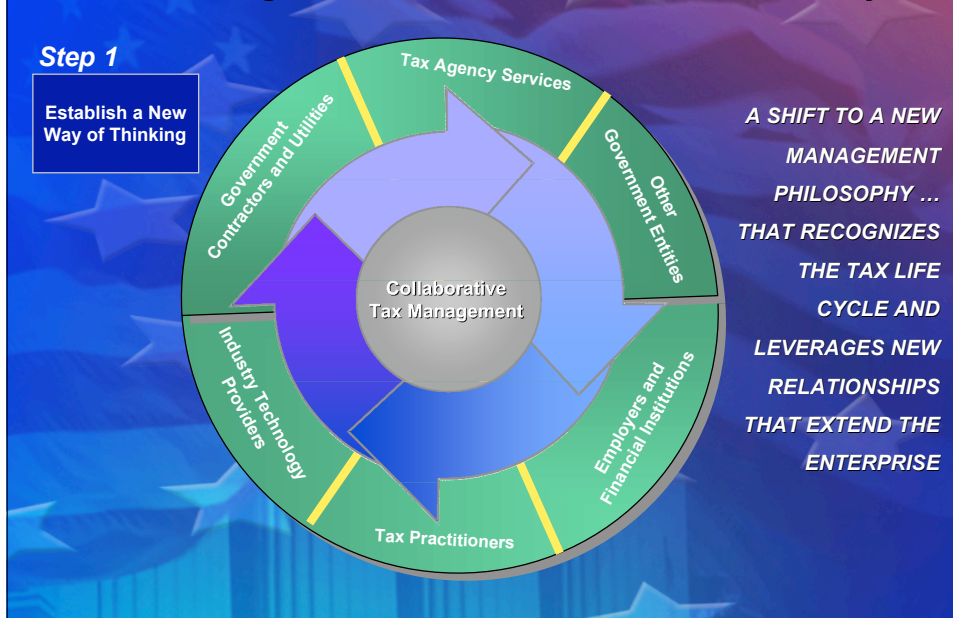 Step 1
Establish a New
Way of Thinking
Tax Agency Services
Other
Government Entities
Employers and
Financial Institutions
Tax Practitioners
Industry Technology
Providers
Government
Contractors and Utilities
Collaborative
Tax Management
A SHIFT TO A NEW
MANAGEMENT
PHILOSOPHY …
THAT RECOGNIZES
THE TAX LIFE
CYCLE AND
LEVERAGES NEW
RELATIONSHIPS
THAT EXTEND THE
ENTERPRISE